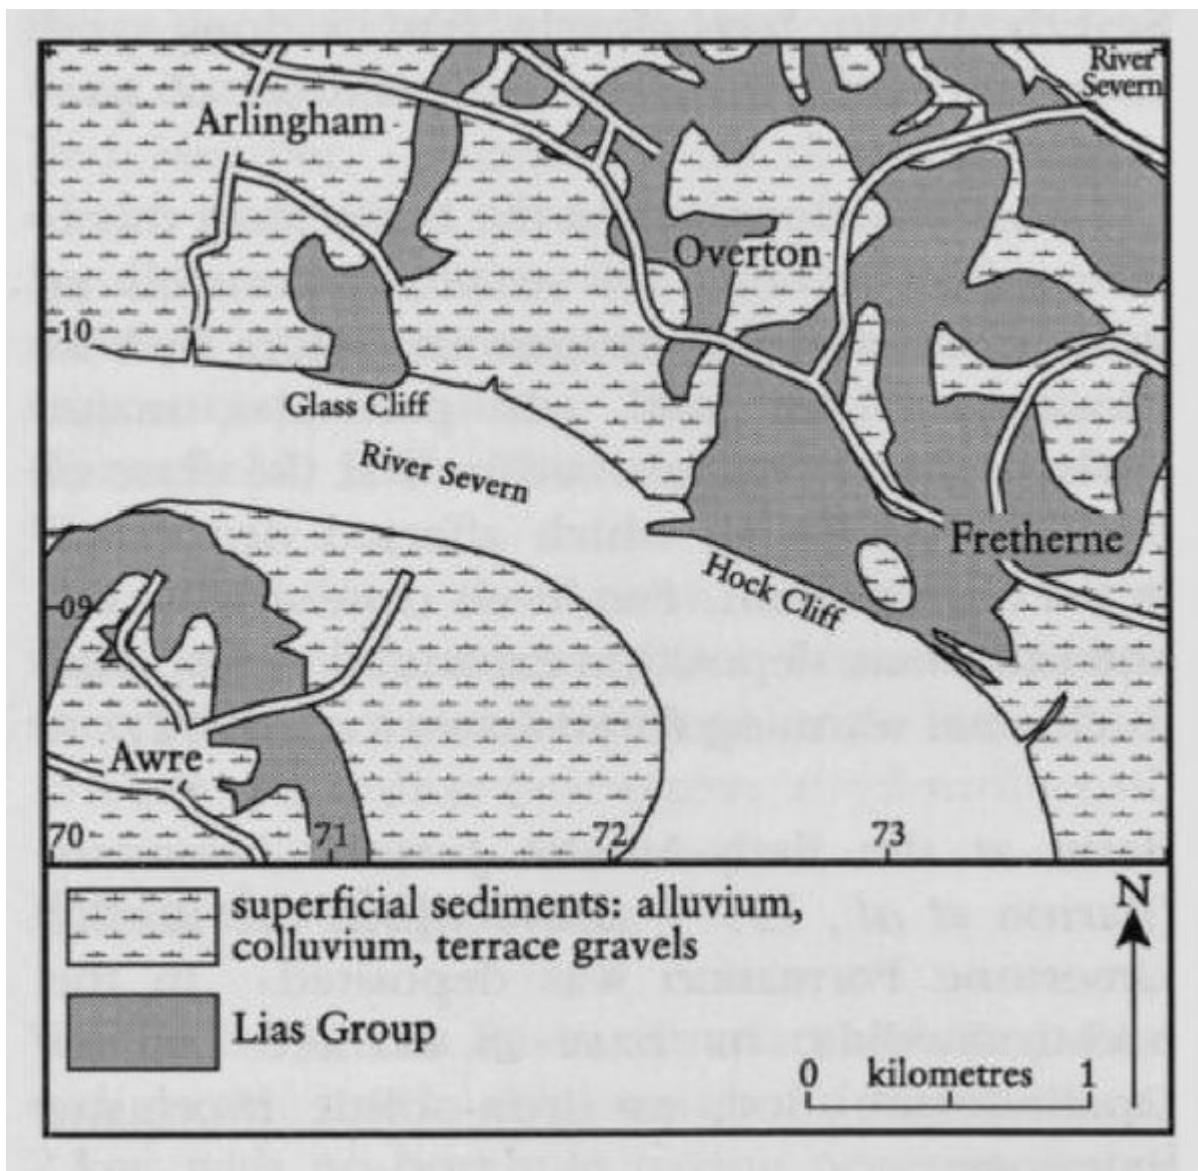 River
Severn
Arlingham
Overton
10
Glass Cliff
River Severn
Fretherne
Hock Cliff
09
Awre
70
71
72
73
N
superficial sediments: alluvium,
colluvium, terrace gravels
Lias Group
0 kilometres 1